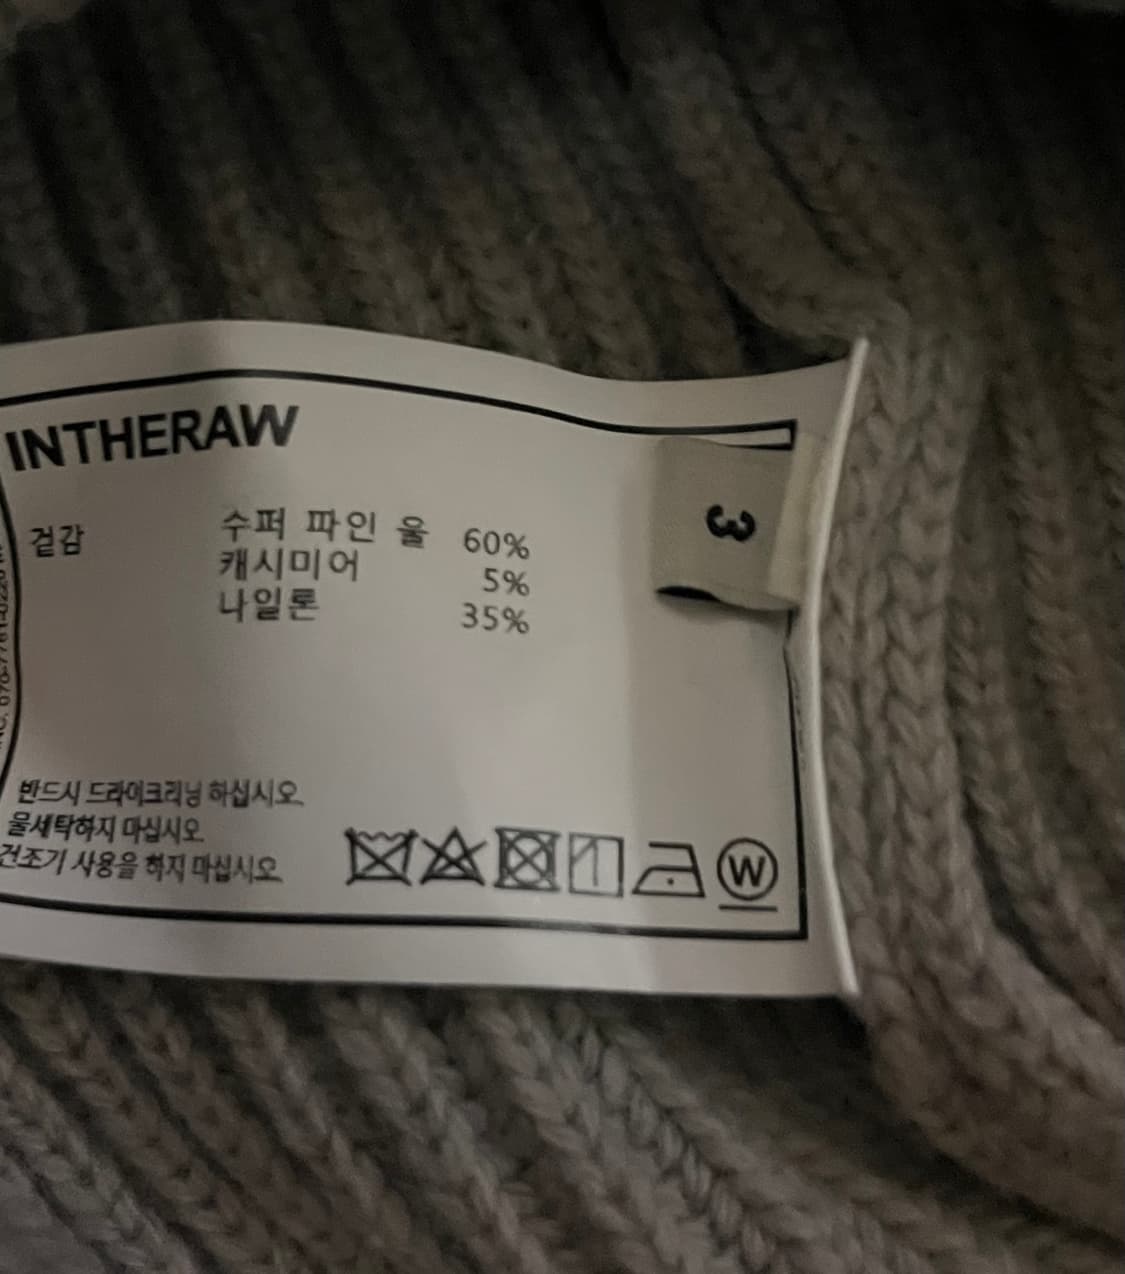 INTHERAW
3
겉감 수퍼 파인 울 60%
캐시미어 5%
나일론 35%
반드시 드라이크리닝 하십시오.
물세탁하지 마십시오
건조기 사용을 하지 마십시오
W